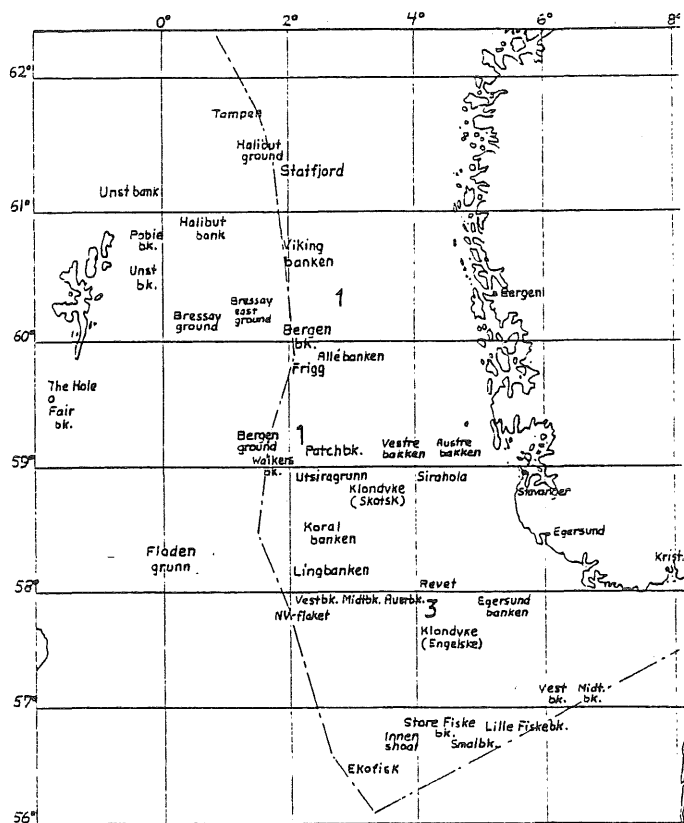 0° 2° 4° 6° 8°
62°
Tampen
Halibut
ground
Statfjord
Unst bank
61°
Halibut
bank
Pobie
bk.
Viking
banken
Unst
bk.
Bergen
1
Bressay
east
ground
Bressay
ground
Bergen
bk.
60°
Allé banken
Frigg
The Hole
Fair
bk.
1
Bergen
ground
Patchbk.
Vestre
bakken
Austre
bakken
Walkers
bk.
59°
Utsiragrunn
Sirahola
Klondyke
(Skotsk)
Stavanger
Koral
banken
Egersund
Fladen
grunn
Lingbanken
Krist.
Revet
58°
Vestbk. Midtbk. Austbk.
3
Egersund
banken
NV-flaket
Klondyke
(Engelske)
Vest
bk.
Midt.
bk.
57°
Store Fiske
bk.
Lille Fiskebk.
Inner
shoal
Smalbk.
Ekofisk
56°